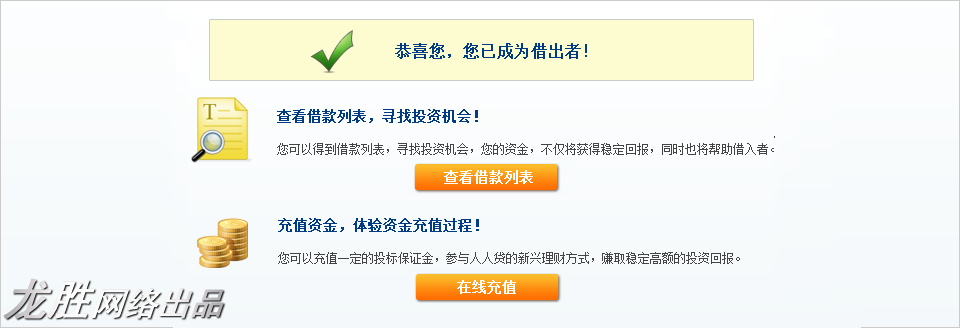 恭喜您，您已成为借出者！
T
查看借款列表，寻找投资机会！
您可以得到借款列表，寻找投资机会，您的资金，不仅将获得稳定回报，同时也将帮助借入者。
查看借款列表
充值资金，体验资金充值过程！
您可以充值一定的投标保证金，参与人人贷的新兴理财方式，赚取稳定高额的投资回报。
在线充值
龙胜网络出品